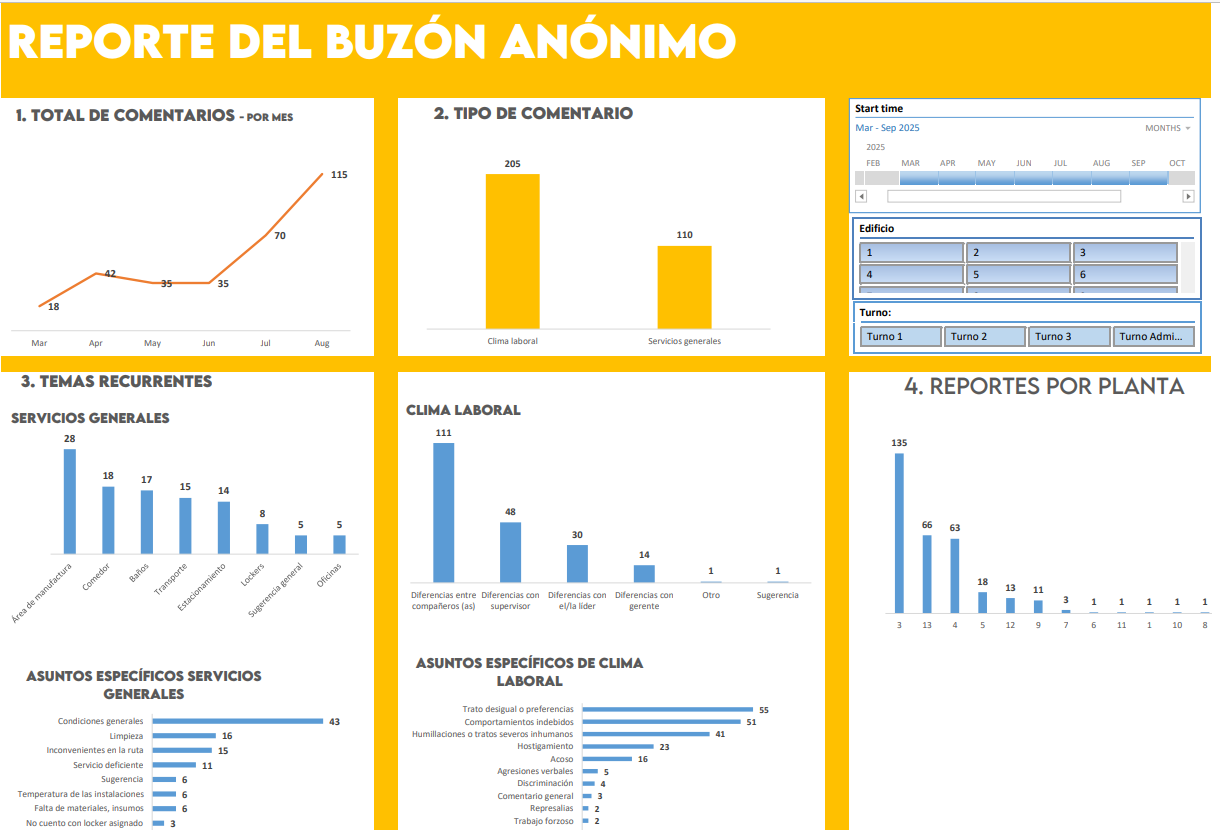 REPORTE DEL BUZÓN ANÓNIMO
1. TOTAL DE COMENTARIOS - POR MES
115
70
42
35
35
18
Mar Apr May Jun Jul Aug
2. TIPO DE COMENTARIO
205
110
Clima laboral Servicios generales
Start time
Mar - Sep 2025 MONTHS
2025
FEB MAR APR MAY JUN JUL AUG SEP OCT
Edificio
1 2 3
4 5 6
Turno:
Turno 1 Turno 2 Turno 3 Turno Admi...
3. TEMAS RECURRENTES
SERVICIOS GENERALES
28
18
17
15
14
8
5
5
Área de manufactura
Comedor
Baños
Transporte
Estacionamiento
Lockers
Sugerencia general
Oficinas
ASUNTOS ESPECÍFICOS SERVICIOS
GENERALES
Condiciones generales 43
Limpieza 16
Inconvenientes en la ruta 15
Servicio deficiente 11
Sugerencia 6
Temperatura de las instalaciones 6
Falta de materiales, insumos 6
No cuento con locker asignado 3
CLIMA LABORAL
111
48
30
14
1
1
Diferencias entre compañeros (as)
Diferencias con supervisor
Diferencias con el/la líder
Diferencias con gerente
Otro
Sugerencia
ASUNTOS ESPECÍFICOS DE CLIMA
LABORAL
Trato desigual o preferencias 55
Comportamientos indebidos 51
Humillaciones o tratos severos inhumanos 41
Hostigamiento 23
Acoso 16
Agresiones verbales 5
Discriminación 4
Comentario general 3
Represalias 2
Trabajo forzoso 2
4. REPORTES POR PLANTA
135
66
63
18
13
11
3
1
1
1
1
1
3 13 4 5 12 9 7 6 11 1 10 8